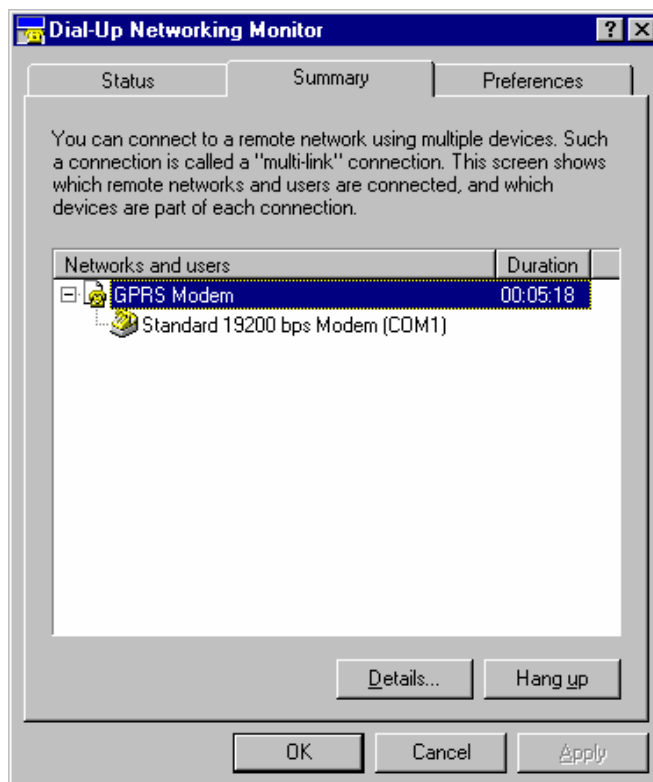 Dial-Up Networking Monitor
Status Summary Preferences
You can connect to a remote network using multiple devices. Such
a connection is called a "multi-link" connection. This screen shows
which remote networks and users are connected, and which
devices are part of each connection.
Networks and users Duration
GPRS Modem 00:05:18
Standard 19200 bps Modem (COM1)
Details... Hang up
OK Cancel Apply